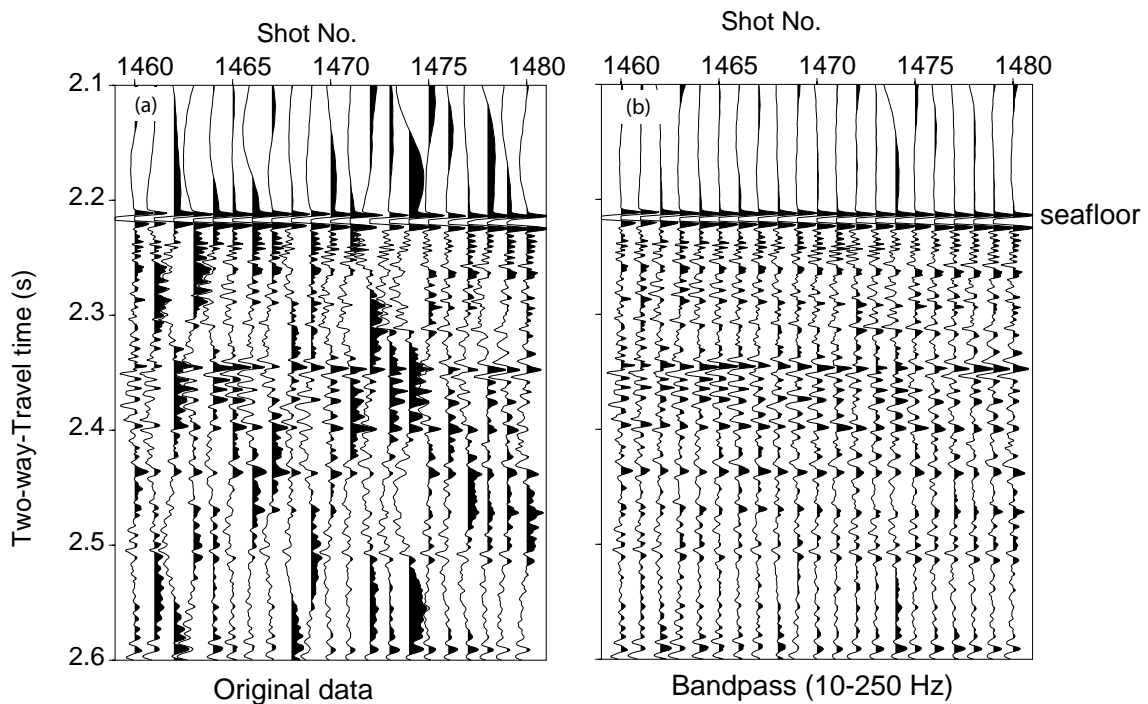 Shot No.
1460 1465 1470 1475 1480
(a)
2.1
2.2
2.3
2.4
2.5
2.6
Two-way-Travel time (s)
Original data
Shot No.
1460 1465 1470 1475 1480
(b)
seafloor
Bandpass (10-250 Hz)